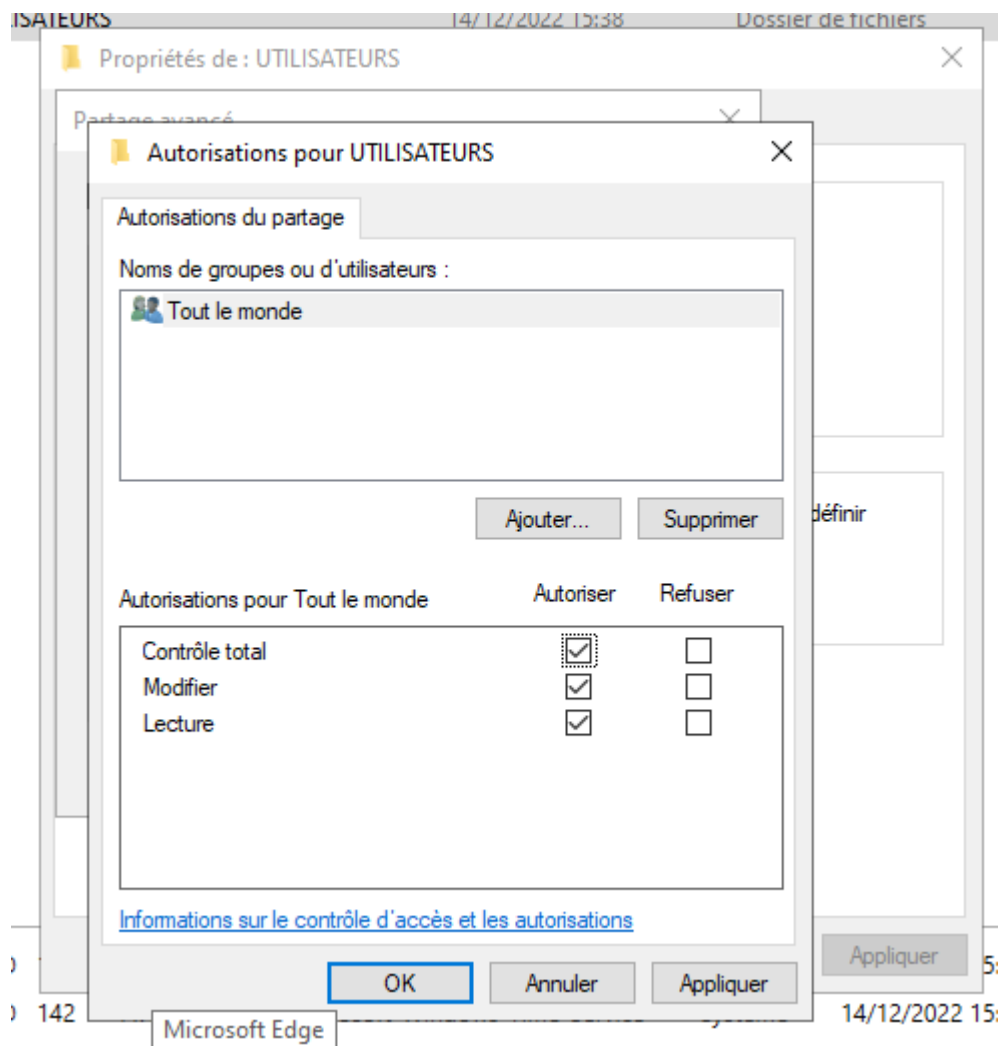 ISATEURS 14/12/2022 15:38 Dossier de fichiers
Propriétés de : UTILISATEURS
Partage avancé
Autorisations pour UTILISATEURS
Autorisations du partage
Noms de groupes ou d'utilisateurs :
Tout le monde
Ajouter... Supprimer
définir
Autorisations pour Tout le monde Autoriser Refuser
Contrôle total
Modifier
Lecture
Informations sur le contrôle d'accès et les autorisations
Appliquer
OK Annuler Appliquer
142 14/12/2022 15:
Microsoft Edge